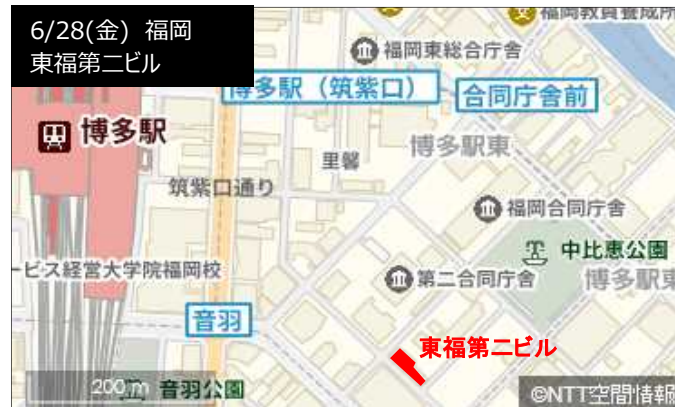 6/28(金) 福岡
東福第二ビル
福岡教員養成所
福岡東総合庁舎
博多駅（筑紫口）
合同庁舎前
博多駅
博多駅東
里馨
筑紫口通り
福岡合同庁舎
中比恵公園
ービス経営大学院福岡校
第二合同庁舎
博多駅東
音羽
東福第二ビル
200m
音羽公園
©NTT空間情報